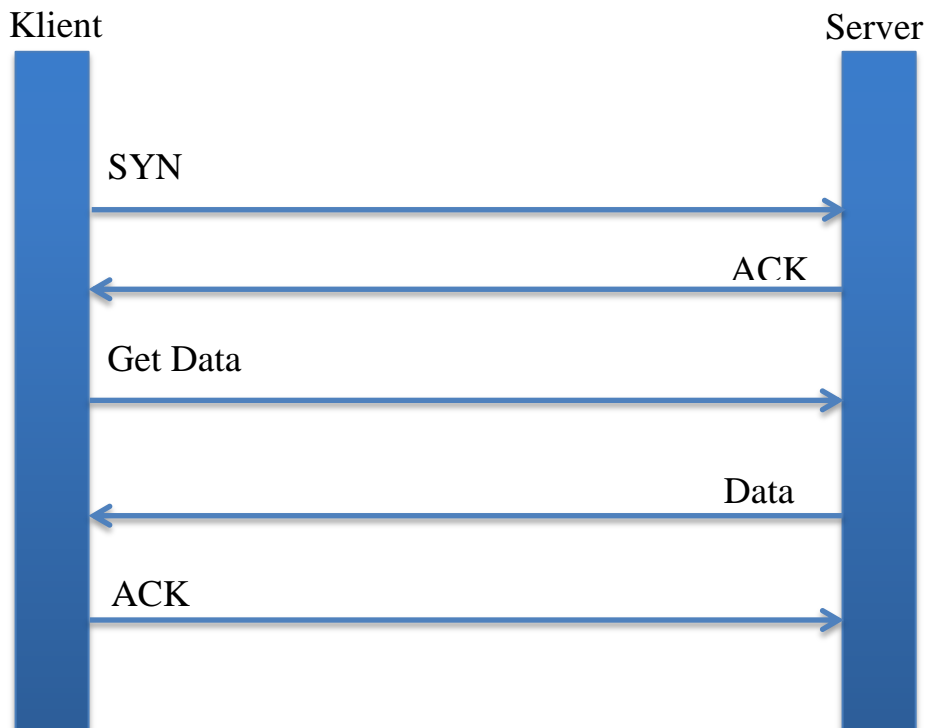 Klient
Server
SYN
ACK
Get Data
Data
ACK